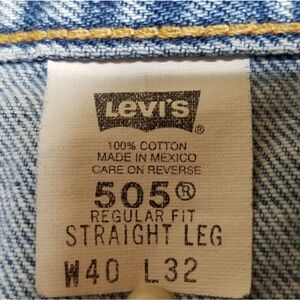 LEVI'S ®
100% COTTON
MADE IN MEXICO
CARE ON REVERSE
505®
REGULAR FIT
STRAIGHT LEG
W40 L32